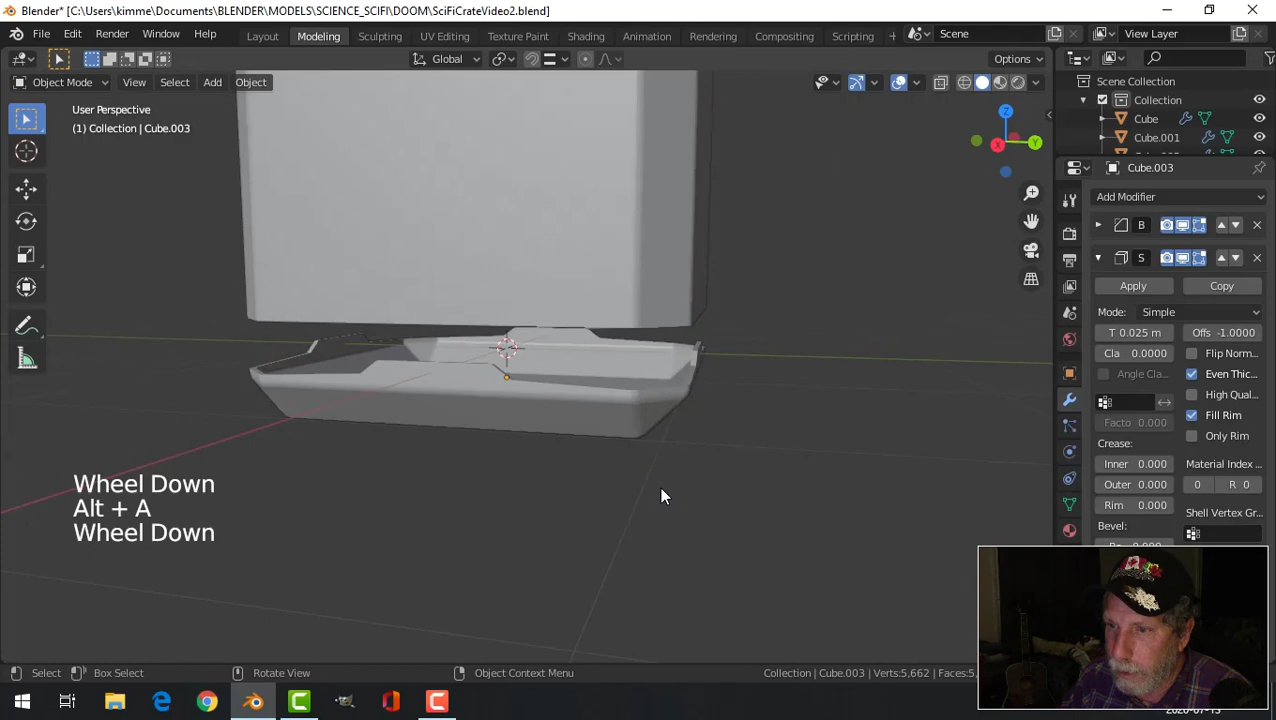 Blender* [C:\Users\kimme\Documents\BLENDER\MODELS\SCIENCE_SCIFI\DOOM\SciFiCrateVideo2.blend]
File Edit Render Window Help Layout Modeling Sculpting UV Editing Texture Paint Shading Animation Rendering Compositing Scripting + Scene View Layer
Global Options
Object Mode View Select Add Object
User Perspective
(1) Collection | Cube.003
Z
Y
X
Scene Collection
Collection
Cube
Cube.001
Cube.003
Add Modifier
B
S
Apply Copy
Mode: Simple
T 0.025 m Offs -1.0000
Cla 0.0000 Flip Norm...
Angle Cla... Even Thic...
High Qual...
Facto 0.000 Fill Rim
Crease: Only Rim
Inner 0.000 Material Index ...
Outer 0.000 0 R 0
Rim 0.000 Shell Vertex Gr...
Bevel:
Wheel Down
Alt + A
Wheel Down
Select Box Select Rotate View Object Context Menu Collection | Cube.003 | Verts:5,662 | Faces:5,